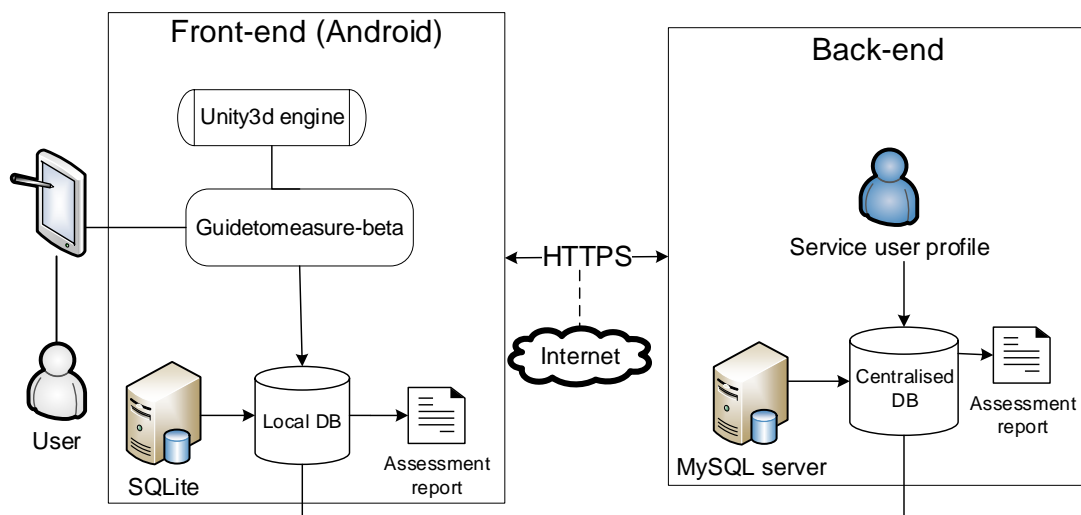 Front-end (Android)
Unity3d engine
Guidetomeasure-beta
User
SQLite
Local DB
Assessment
report
HTTPS
Internet
Back-end
Service user profile
MySQL server
Centralised
DB
Assessment
report